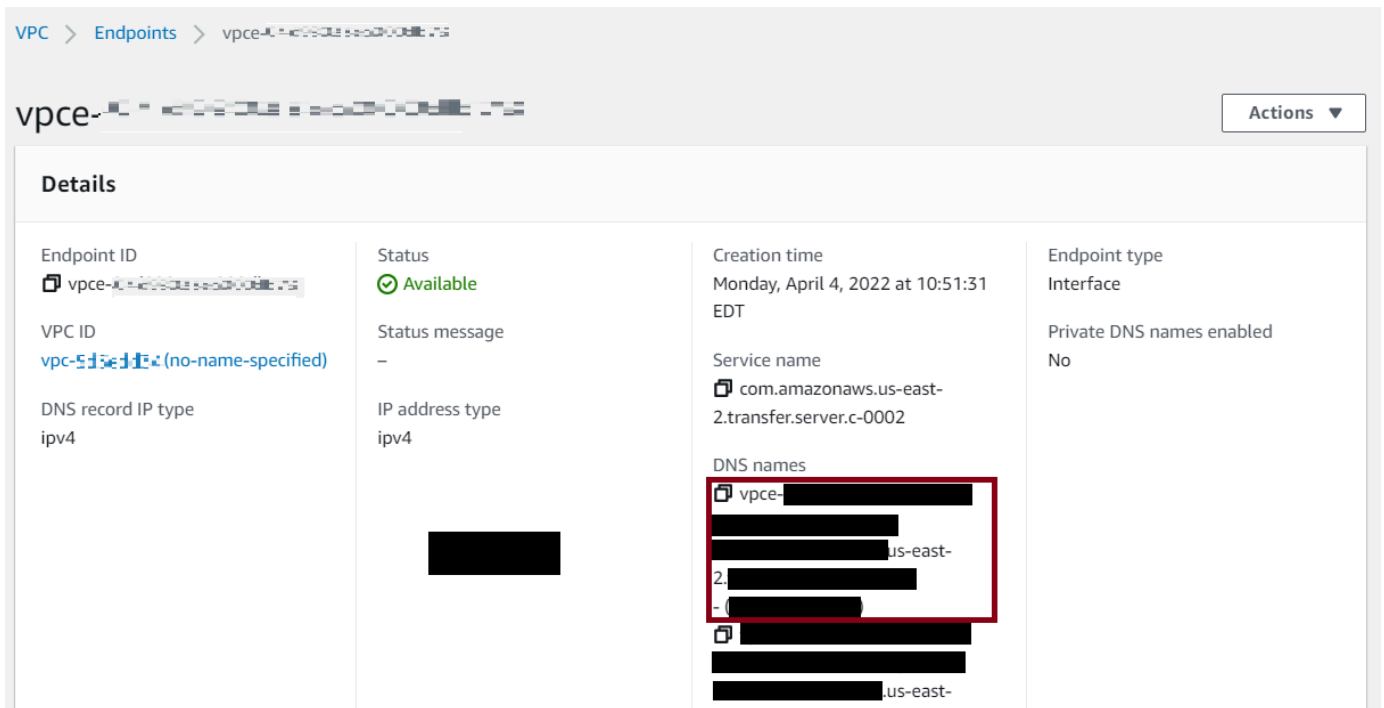 VPC > Endpoints > vpce-
vpce-
Actions
Details
Endpoint ID
vpce-
VPC ID
vpc- (no-name-specified)
DNS record IP type
ipv4
Status
Available
Status message
–
IP address type
ipv4
Creation time
Monday, April 4, 2022 at 10:51:31
EDT
Service name
com.amazonaws.us-east-
2.transfer.server.c-0002
DNS names
vpce-
.us-east-
2.
- ( )
.us-east-
Endpoint type
Interface
Private DNS names enabled
No